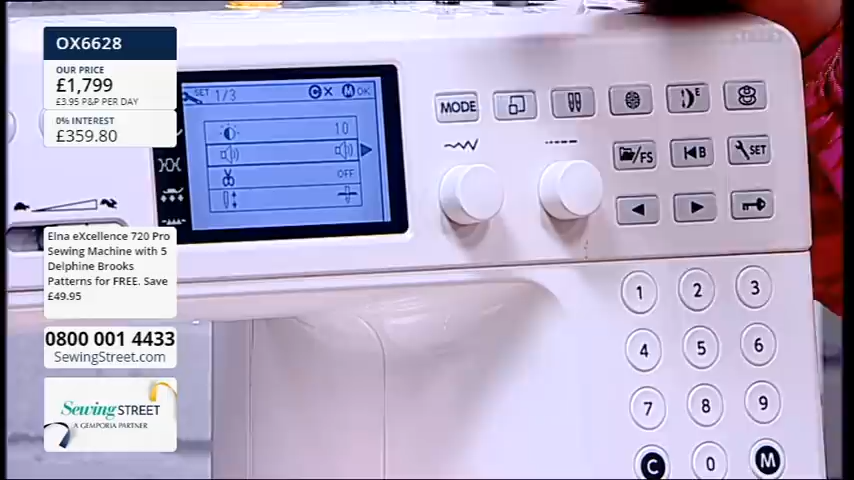 OX6628
OUR PRICE
£1,799
£3.95 P&P PER DAY
0% INTEREST
£359.80
Elna eXcellence 720 Pro
Sewing Machine with 5
Delphine Brooks
Patterns for FREE. Save
£49.95
0800 001 4433
SewingStreet.com
Sewing STREET
A GEMPORIA PARTNER
SET 1/3 C X M OK
10
OFF
MODE
E
/FS
B
SET
1 2 3
4 5 6
7 8 9
C 0 M